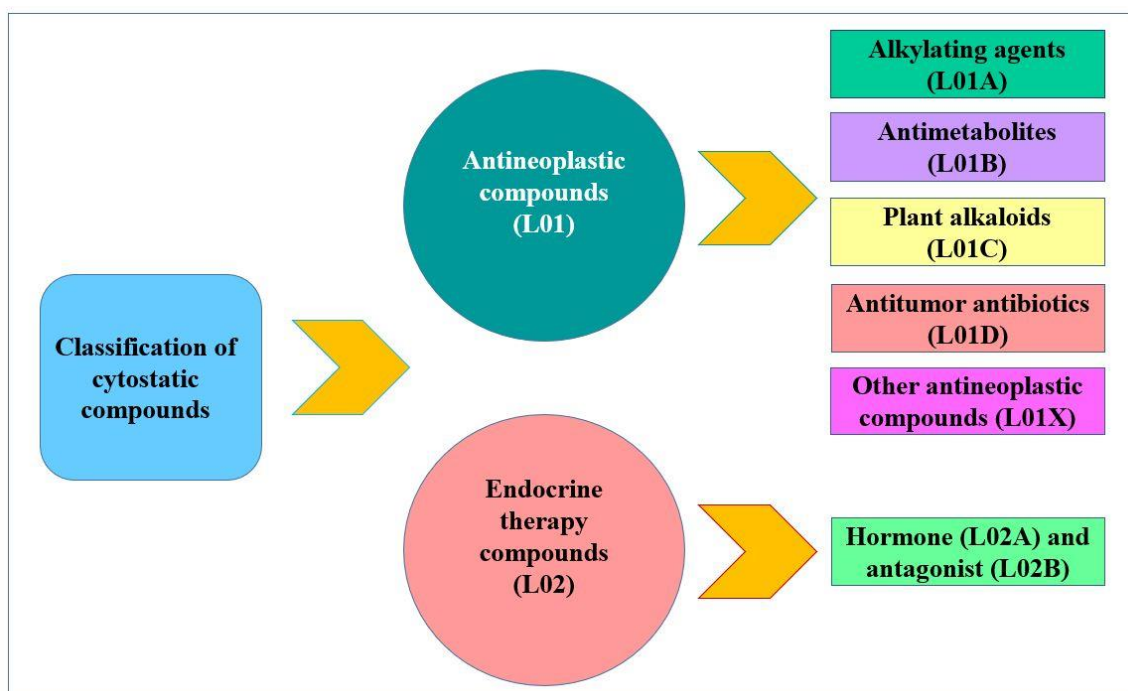 Classification of
cytostatic
compounds
Antineoplastic
compounds
(L01)
Endocrine
therapy
compounds
(L02)
Alkylating agents
(L01A)
Antimetabolites
(L01B)
Plant alkaloids
(L01C)
Antitumor antibiotics
(L01D)
Other antineoplastic
compounds (L01X)
Hormone (L02A) and
antagonist (L02B)